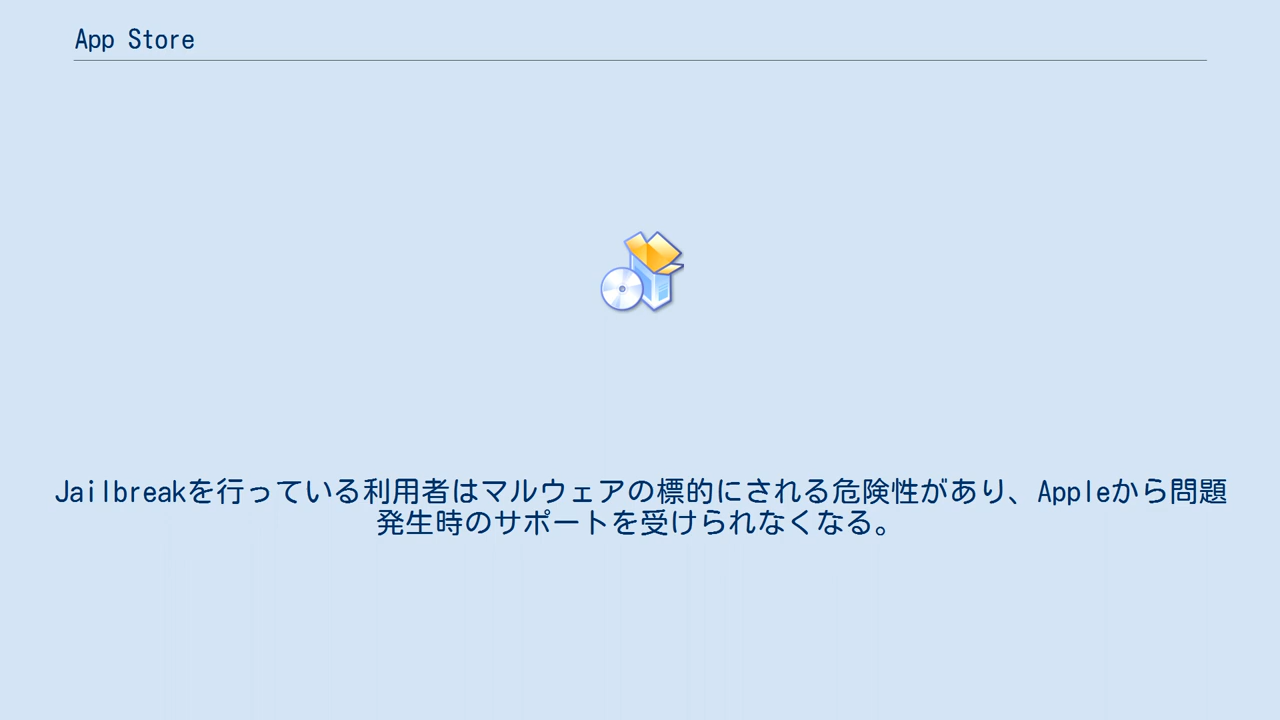 App Store
Jailbreakを行っている利用者はマルウェアの標的にされる危険性があり、Appleから問題
発生時のサポートを受けられなくなる。